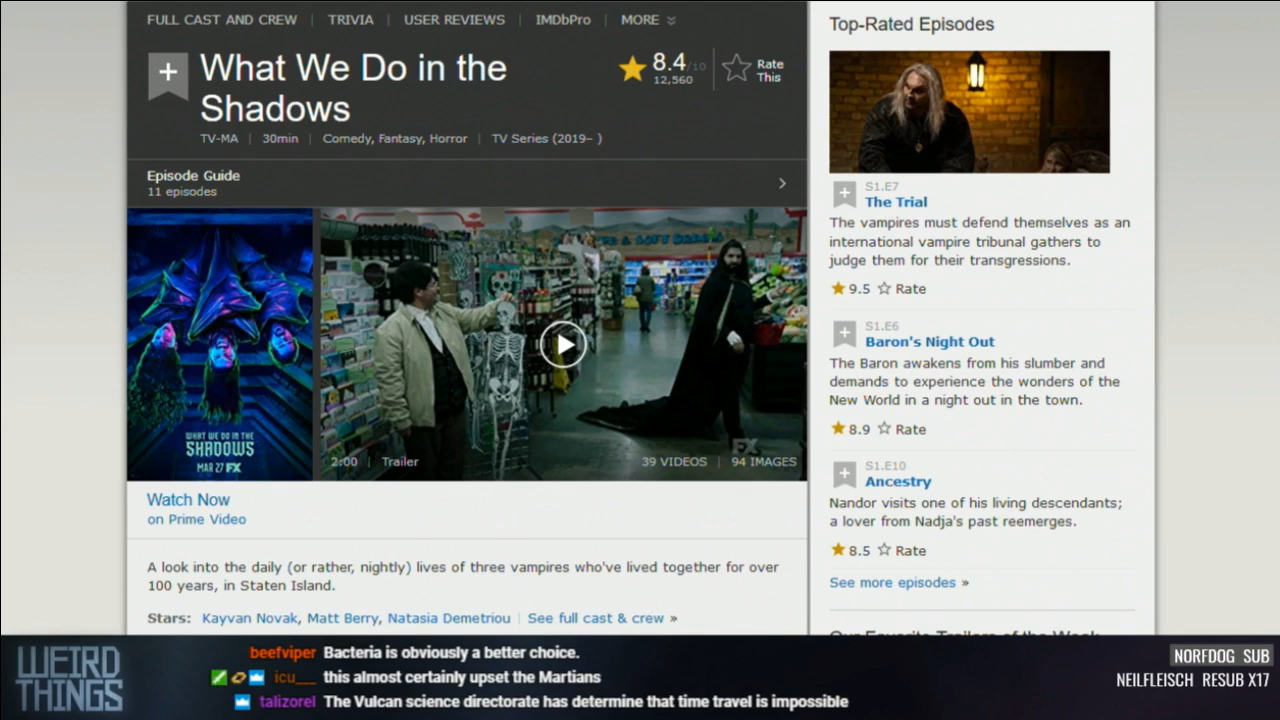 FULL CAST AND CREW | TRIVIA | USER REVIEWS | IMDbPro | MORE
What We Do in the
Shadows
8.4/10
12,560
Rate
This
TV-MA | 30min | Comedy, Fantasy, Horror | TV Series (2019– )
Episode Guide
11 episodes
WHAT WE DO IN THE
SHADOWS
MAR 27 FX
2:00 | Trailer
FX
39 VIDEOS | 94 IMAGES
Watch Now
on Prime Video
A look into the daily (or rather, nightly) lives of three vampires who've lived together for over
100 years, in Staten Island.
Stars: Kayvan Novak, Matt Berry, Natasia Demetriou | See full cast & crew »
Top-Rated Episodes
S1.E7
The Trial
The vampires must defend themselves as an
international vampire tribunal gathers to
judge them for their transgressions.
9.5 Rate
S1.E6
Baron's Night Out
The Baron awakens from his slumber and
demands to experience the wonders of the
New World in a night out in the town.
8.9 Rate
S1.E10
Ancestry
Nandor visits one of his living descendants;
a lover from Nadja's past reemerges.
8.5 Rate
See more episodes »
Our Favorite Trailers of the Week
WEIRD
THINGS
beefviper Bacteria is obviously a better choice.
icu___ this almost certainly upset the Martians
talizorel The Vulcan science directorate has determine that time travel is impossible
NORFDOG SUB
NEILFLEISCH RESUB X17